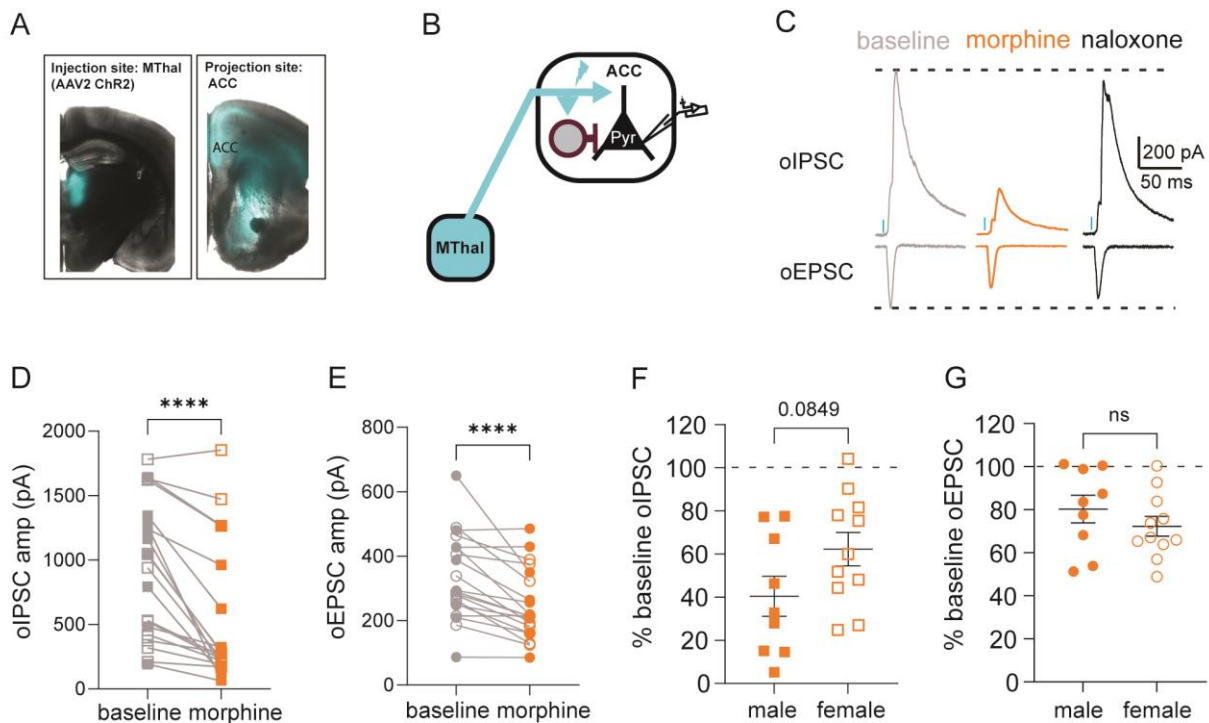 A
Injection site: MThal
(AAV2 ChR2)
Projection site:
ACC
ACC
B
ACC
Pyr
MThal
C
baseline morphine naloxone
oIPSC
200 pA
50 ms
oEPSC
D
****
oIPSC amp (pA)
2000
1500
1000
500
0
baseline morphine
E
****
oEPSC amp (pA)
800
600
400
200
0
baseline morphine
F
0.0849
% baseline oIPSC
120
100
80
60
40
20
0
male female
G
ns
% baseline oEPSC
120
100
80
60
40
20
0
male female